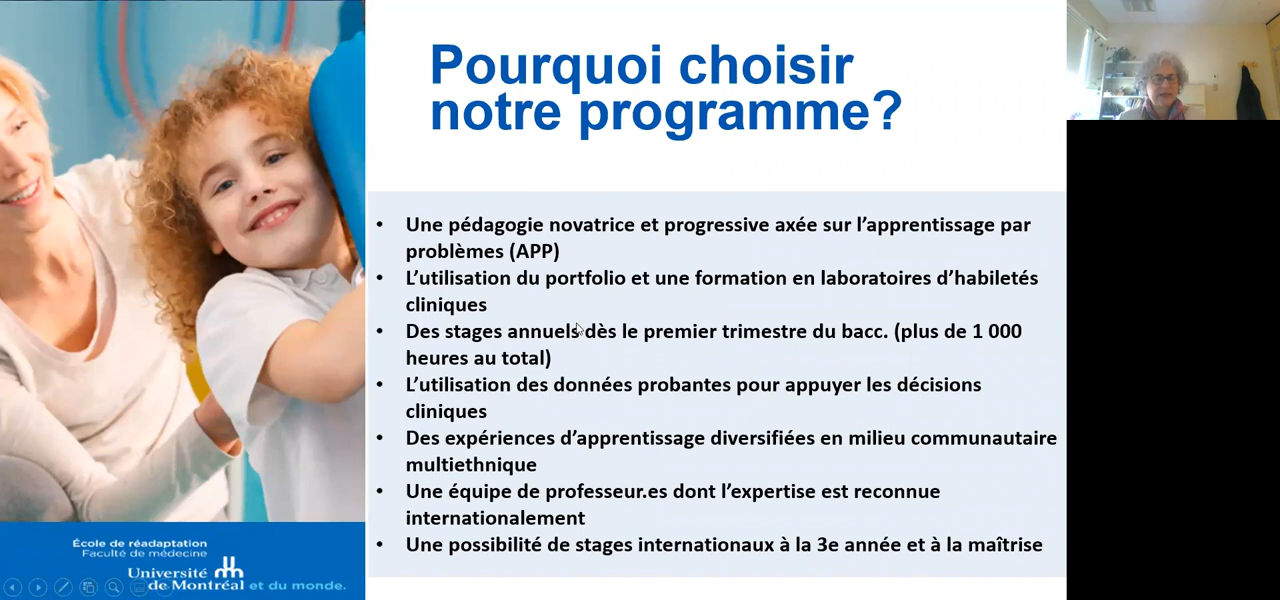 Pourquoi choisir
notre programme?
• Une pédagogie novatrice et progressive axée sur l’apprentissage par
problèmes (APP)
• L’utilisation du portfolio et une formation en laboratoires d’habiletés
cliniques
• Des stages annuels dès le premier trimestre du bacc. (plus de 1 000
heures au total)
• L’utilisation des données probantes pour appuyer les décisions
cliniques
• Des expériences d’apprentissage diversifiées en milieu communautaire
multiethnique
• Une équipe de professeur.es dont l’expertise est reconnue
internationalement
• Une possibilité de stages internationaux à la 3e année et à la maîtrise
École de réadaptation
Faculté de médecine
Université
de Montréal et du monde.